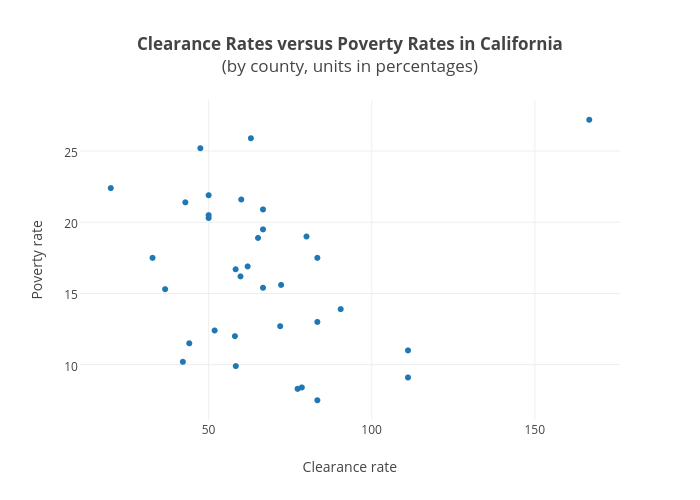 Clearance Rates versus Poverty Rates in California
(by county, units in percentages)
25
20
15
10
Poverty rate
50
100
150
Clearance rate